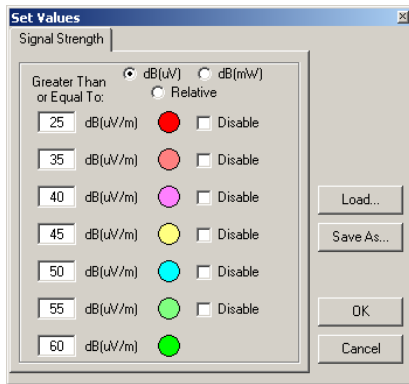 Set Values
Signal Strength
Greater Than
or Equal To:
dB(uV) dB(mW)
Relative
25 dB(uV/m) Disable
35 dB(uV/m) Disable
40 dB(uV/m) Disable
45 dB(uV/m) Disable
50 dB(uV/m) Disable
55 dB(uV/m) Disable
60 dB(uV/m)
Load...
Save As...
OK
Cancel